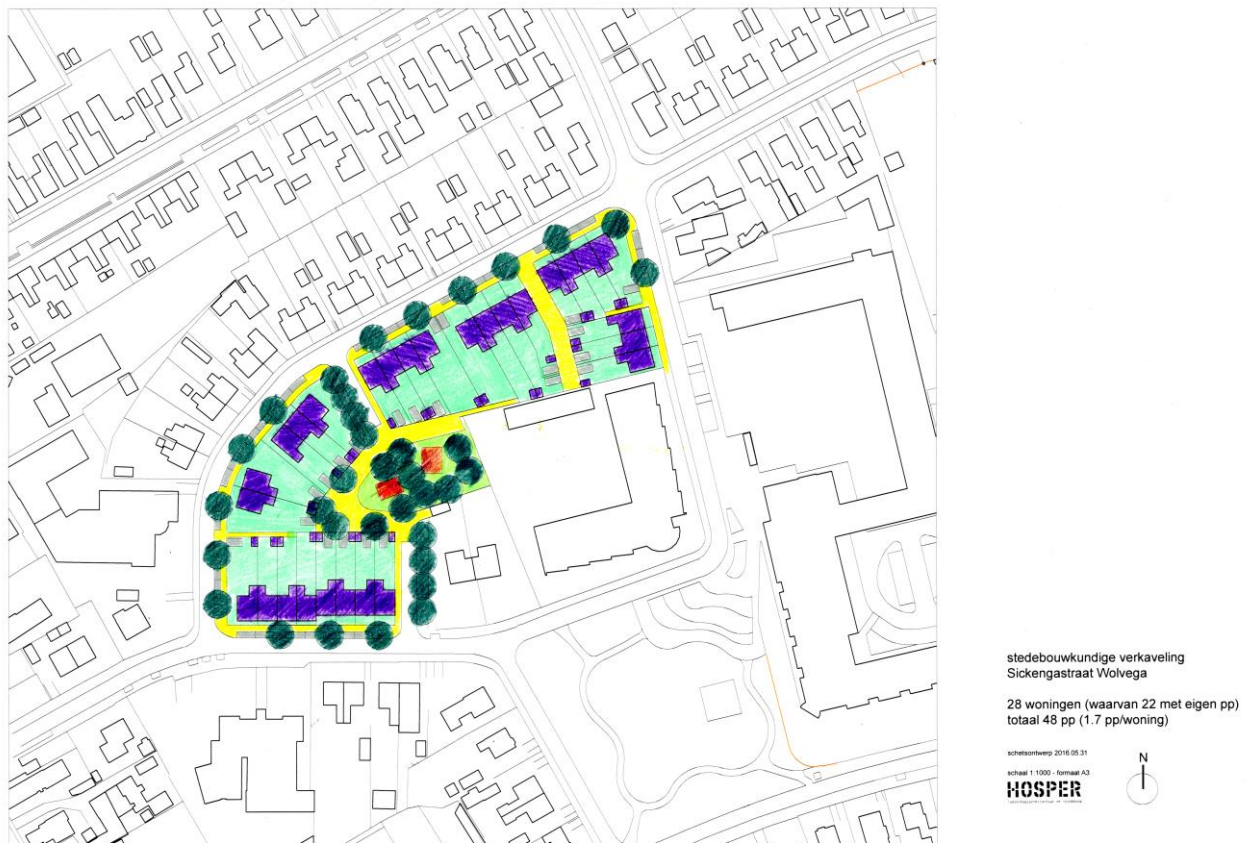 stedebouwkundige verkaveling
Sickengastraat Wolvega
28 woningen (waarvan 22 met eigen pp)
totaal 48 pp (1.7 pp/woning)
schetsontwerp 2016.05.31
schaal 1:1000 - formaat A3
N
HOSPER